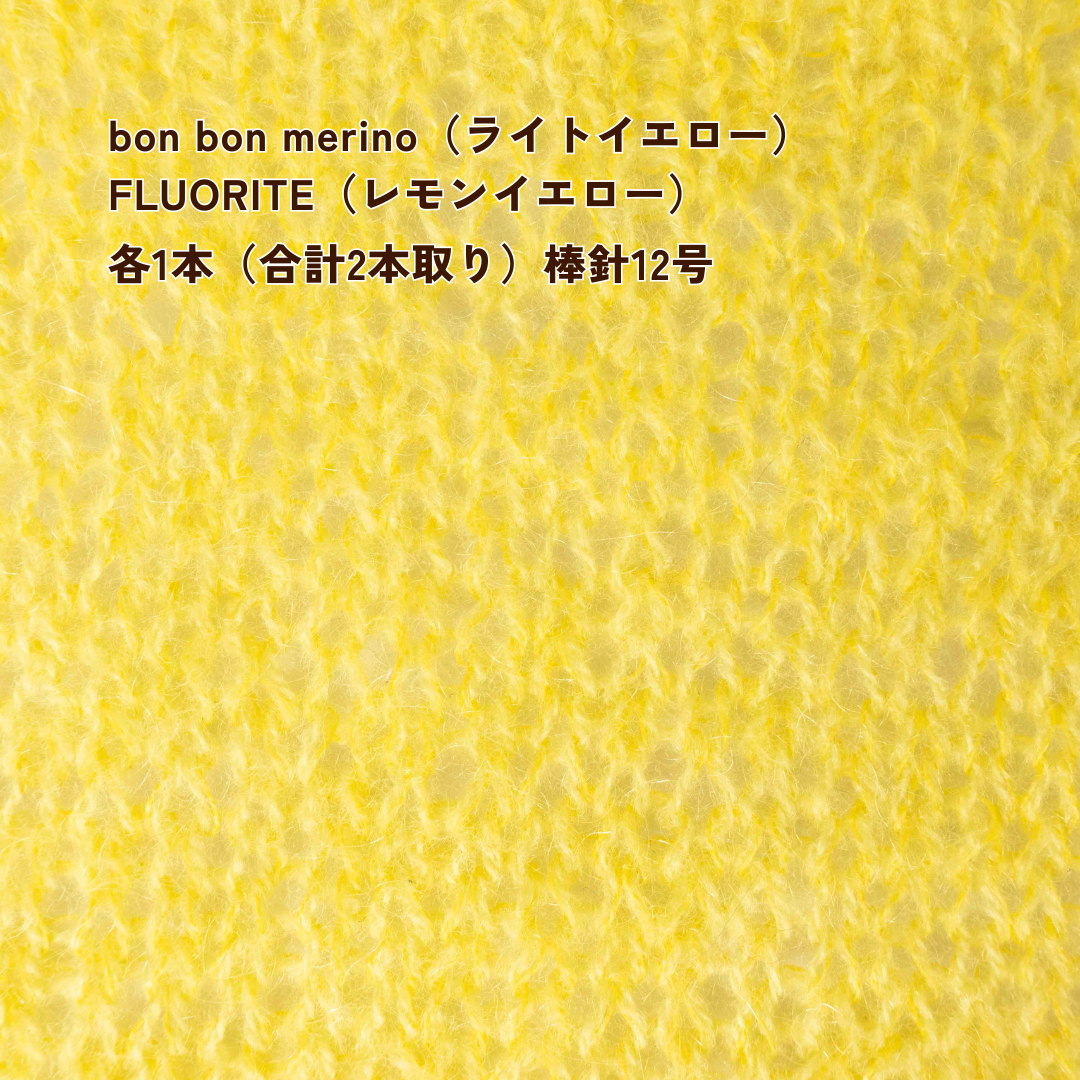 bon bon merino（ライトイエロー）
FLUORITE（レモンイエロー）
各1本（合計2本取り）棒針12号